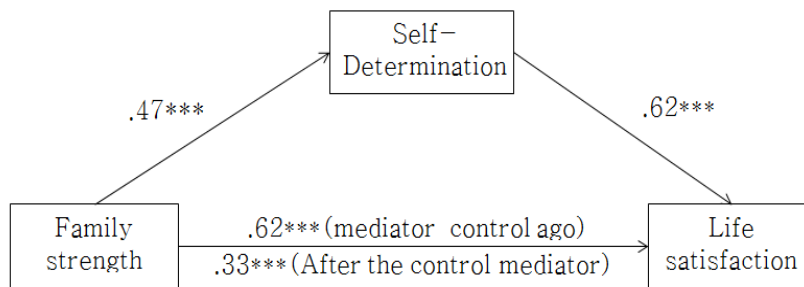 Self-
Determination
.47***
.62***
Family
strength
.62***(mediator control ago)
.33***(After the control mediator)
Life
satisfaction